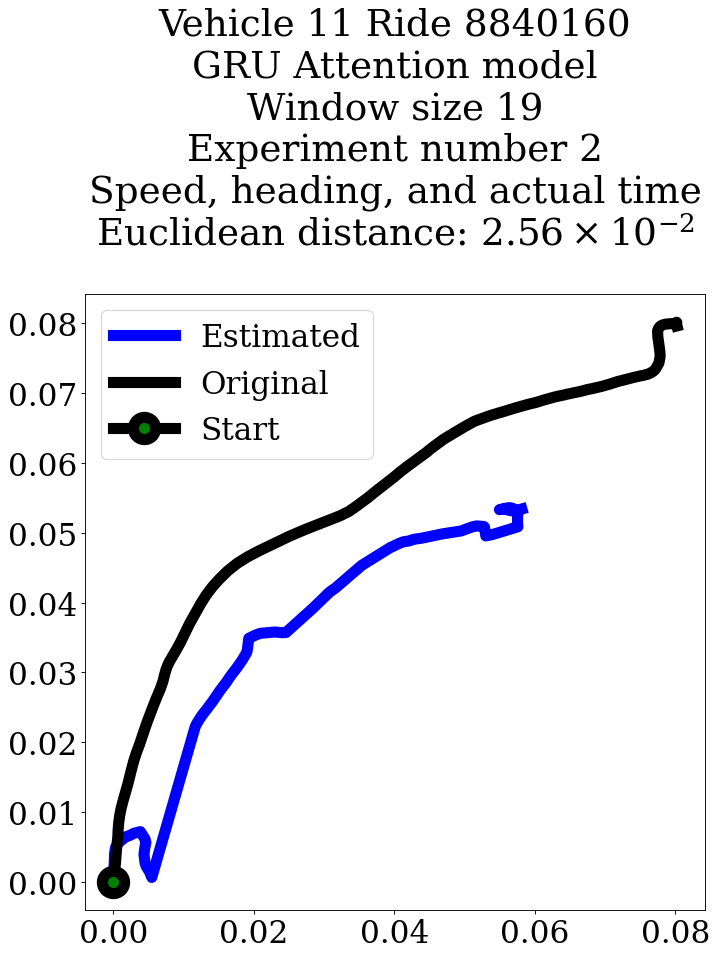 Vehicle 11 Ride 8840160
GRU Attention model
Window size 19
Experiment number 2
Speed, heading, and actual time
Euclidean distance: 2.56 × 10⁻²
Estimated
Original
Start
0.08
0.07
0.06
0.05
0.04
0.03
0.02
0.01
0.00
0.00 0.02 0.04 0.06 0.08